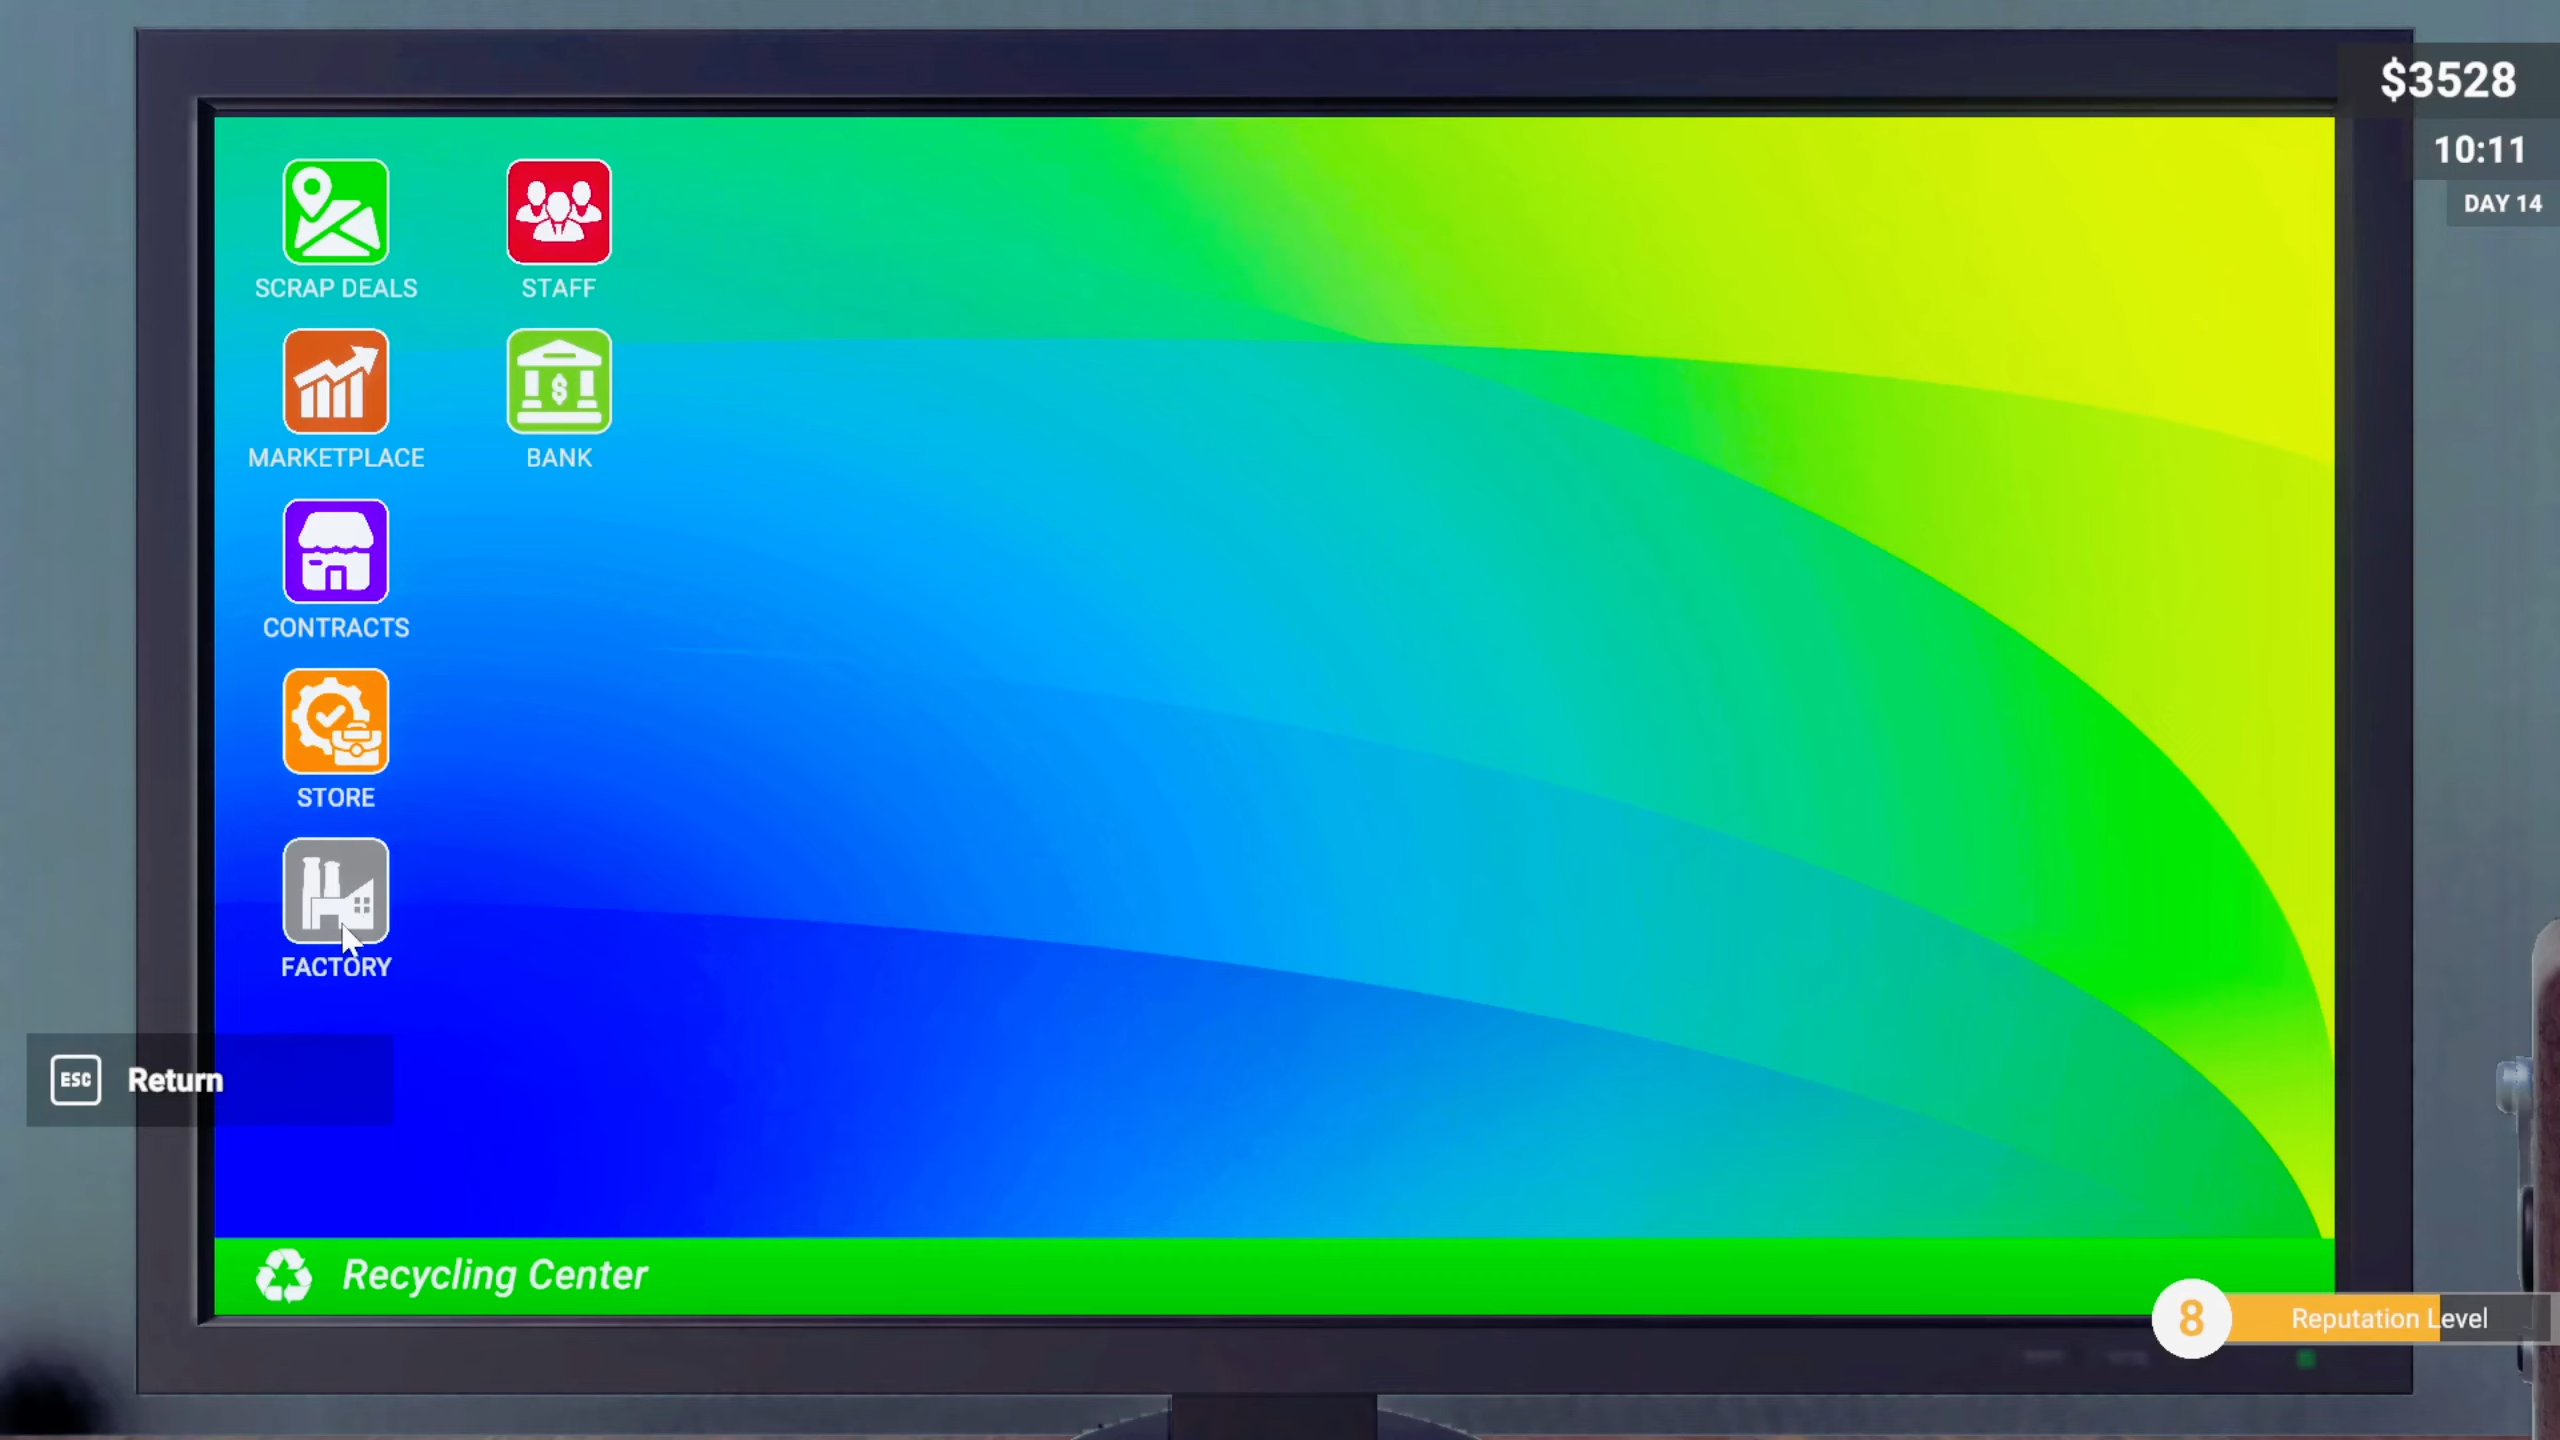 $3528
10:11
DAY 14
SCRAP DEALS
STAFF
MARKETPLACE
BANK
CONTRACTS
STORE
FACTORY
ESC Return
Recycling Center
8 Reputation Level